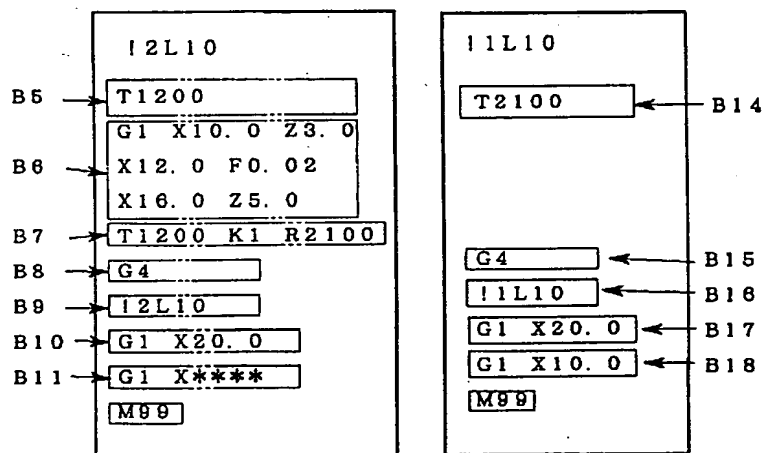 !2L10
B5 T1200
B6 G1 X10.0 Z3.0
X12.0 F0.02
X16.0 Z5.0
B7 T1200 K1 R2100
B8 G4
B9 !2L10
B10 G1 X20.0
B11 G1 X****
M99
!1L10
T2100 B14
G4 B15
!1L10 B16
G1 X20.0 B17
G1 X10.0 B18
M99